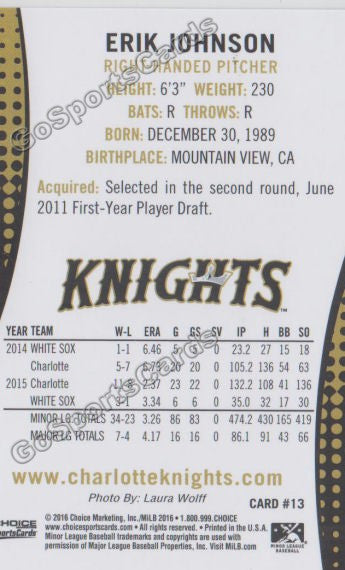 ERIK JOHNSON
RIGHT-HANDED PITCHER
HEIGHT: 6'3" WEIGHT: 230
BATS: R THROWS: R
BORN: DECEMBER 30, 1989
BIRTHPLACE: MOUNTAIN VIEW, CA
Acquired: Selected in the second round, June
2011 First-Year Player Draft.
KNIGHTS™
YEAR TEAM W-L ERA G GS SV IP H BB SO
2014 WHITE SOX 1-1 6.46 5 5 0 23.2 27 15 18
Charlotte 5-7 6.73 20 20 0 105.2 136 54 63
2015 Charlotte 11-8 2.37 23 22 0 132.2 108 41 136
WHITE SOX 3-1 3.34 6 6 0 35.0 32 17 30
MINOR LG TOTALS 34-23 3.26 86 83 0 474.2 430 165 419
MAJOR LG TOTALS 7-4 4.17 16 16 0 86.1 91 43 66
www.charlotteknights.com
Photo By: Laura Wolff
CARD #13
CHOICE
SportsCards
© 2016 Choice Marketing, Inc./MiLB 2016 • 1.800.999.CHOICE
www.choicesportscards.com • All rights reserved. • Printed in the U.S.A.
Minor League Baseball trademarks and copyrights are used with
permission of Major League Baseball Properties, Inc. Visit MiLB.com
MINOR LEAGUE
BASEBALL
GoSportsCards
GoSportsCards
GoSportsCards